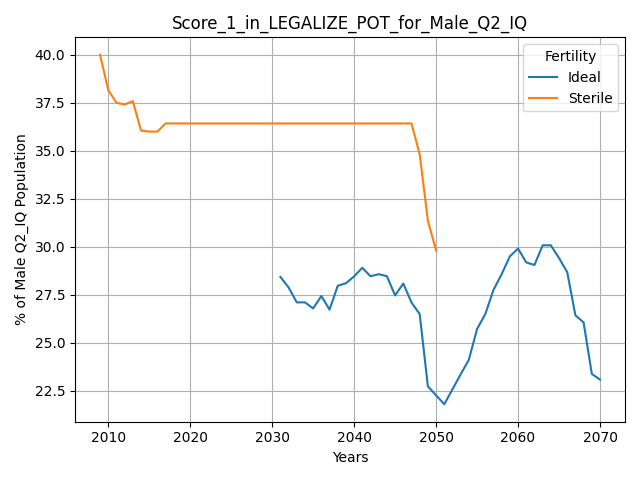 Score_1_in_LEGALIZE_POT_for_Male_Q2_IQ
Fertility
Ideal
Sterile
% of Male Q2_IQ Population
40.0
37.5
35.0
32.5
30.0
27.5
25.0
22.5
2010 2020 2030 2040 2050 2060 2070
Years